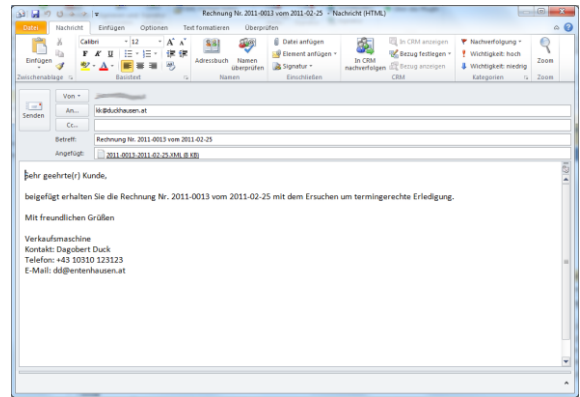 Rechnung Nr. 2011-0013 vom 2011-02-25 - Nachricht (HTML)
Datei Nachricht Einfügen Optionen Text formatieren Überprüfen
Calibri 12 A A
Datei anfügen
In CRM anzeigen
Nachverfolgung
Element anfügen
Bezug festlegen
Wichtigkeit: hoch
Einfügen
F K U
Adressbuch Namen überprüfen
Signatur
In CRM nachverfolgen
Bezug anzeigen
Wichtigkeit: niedrig
Zoom
Zwischenablage Basistext Namen Einschließen CRM Kategorien Zoom
Senden
Von
An... kk@duckhausen.at
Cc...
Betreff: Rechnung Nr. 2011-0013 vom 2011-02-25
Angefügt: 2011-0013-2011-02-25.XML (8 KB)
Sehr geehrte(r) Kunde,
beigefügt erhalten Sie die Rechnung Nr. 2011-0013 vom 2011-02-25 mit dem Ersuchen um termingerechte Erledigung.
Mit freundlichen Grüßen
Verkaufsmaschine
Kontakt: Dagobert Duck
Telefon: +43 10310 123123
E-Mail: dd@entenhausen.at